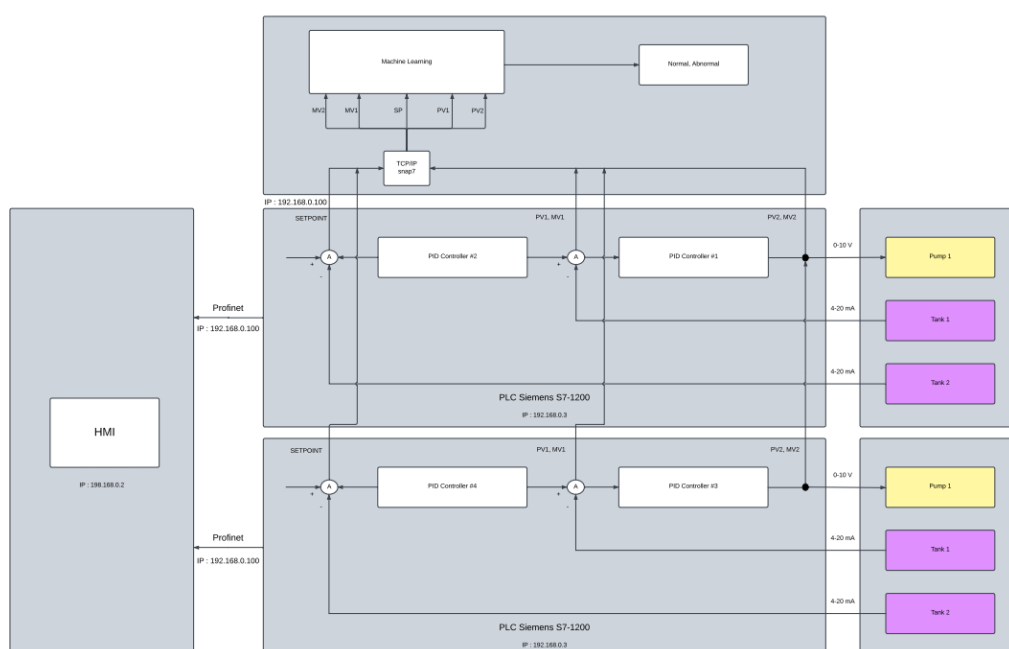 Machine Learning
Normal, Abnormal
MV2
MV1
SP
PV1
PV2
TCP/IP
snap7
IP : 192.168.0.100
SETPOINT
PV1, MV1
PV2, MV2
A
+
-
PID Controller #2
A
+
-
PID Controller #1
0-10 V
Pump 1
4-20 mA
Tank 1
4-20 mA
Tank 2
Profinet
IP : 192.168.0.100
PLC Siemens S7-1200
IP : 192.168.0.3
HMI
IP : 198.168.0.2
SETPOINT
PV1, MV1
PV2, MV2
A
+
-
PID Controller #4
A
+
-
PID Controller #3
0-10 V
Pump 1
4-20 mA
Tank 1
4-20 mA
Tank 2
Profinet
IP : 192.168.0.100
PLC Siemens S7-1200
IP : 192.168.0.3